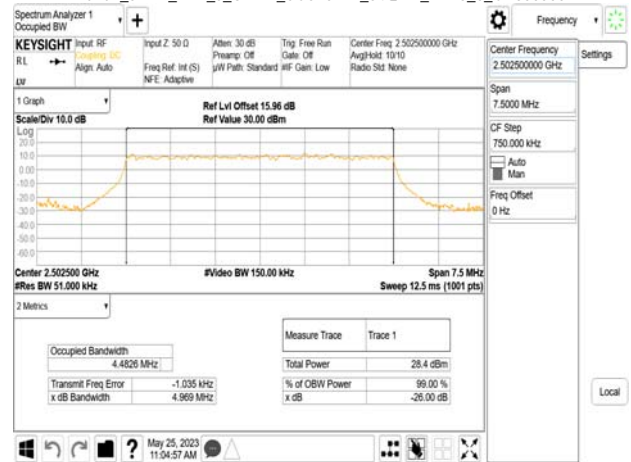 Spectrum Analyzer 1
Occupied BW
Frequency
KEYSIGHT
Input: RF
Coupling: DC
Align: Auto
Input Z: 50 Ω
Freq Ref: Int (S)
NFE: Adaptive
Atten: 30 dB
Preamp: Off
µW Path: Standard
Trig: Free Run
Gate: Off
#IF Gain: Low
Center Freq: 2.502500000 GHz
Avg|Hold: 10/10
Radio Std: None
RL
LU
Center Frequency
2.502500000 GHz
Settings
Span
7.5000 MHz
CF Step
750.000 kHz
Auto
Man
Freq Offset
0 Hz
Local
1 Graph
Scale/Div 10.0 dB
Ref Lvl Offset 15.96 dB
Ref Value 30.00 dBm
Log
20.0
10.0
0.00
-10.0
-20.0
-30.0
-40.0
-50.0
-60.0
Center 2.502500 GHz
#Video BW 150.00 kHz
Span 7.5 MHz
#Res BW 51.000 kHz
Sweep 12.5 ms (1001 pts)
2 Metrics
Measure Trace Trace 1
Occupied Bandwidth
4.4826 MHz
Total Power 28.4 dBm
Transmit Freq Error -1.035 kHz
% of OBW Power 99.00 %
x dB Bandwidth 4.969 MHz
x dB -26.00 dB
May 25, 2023
11:04:57 AM